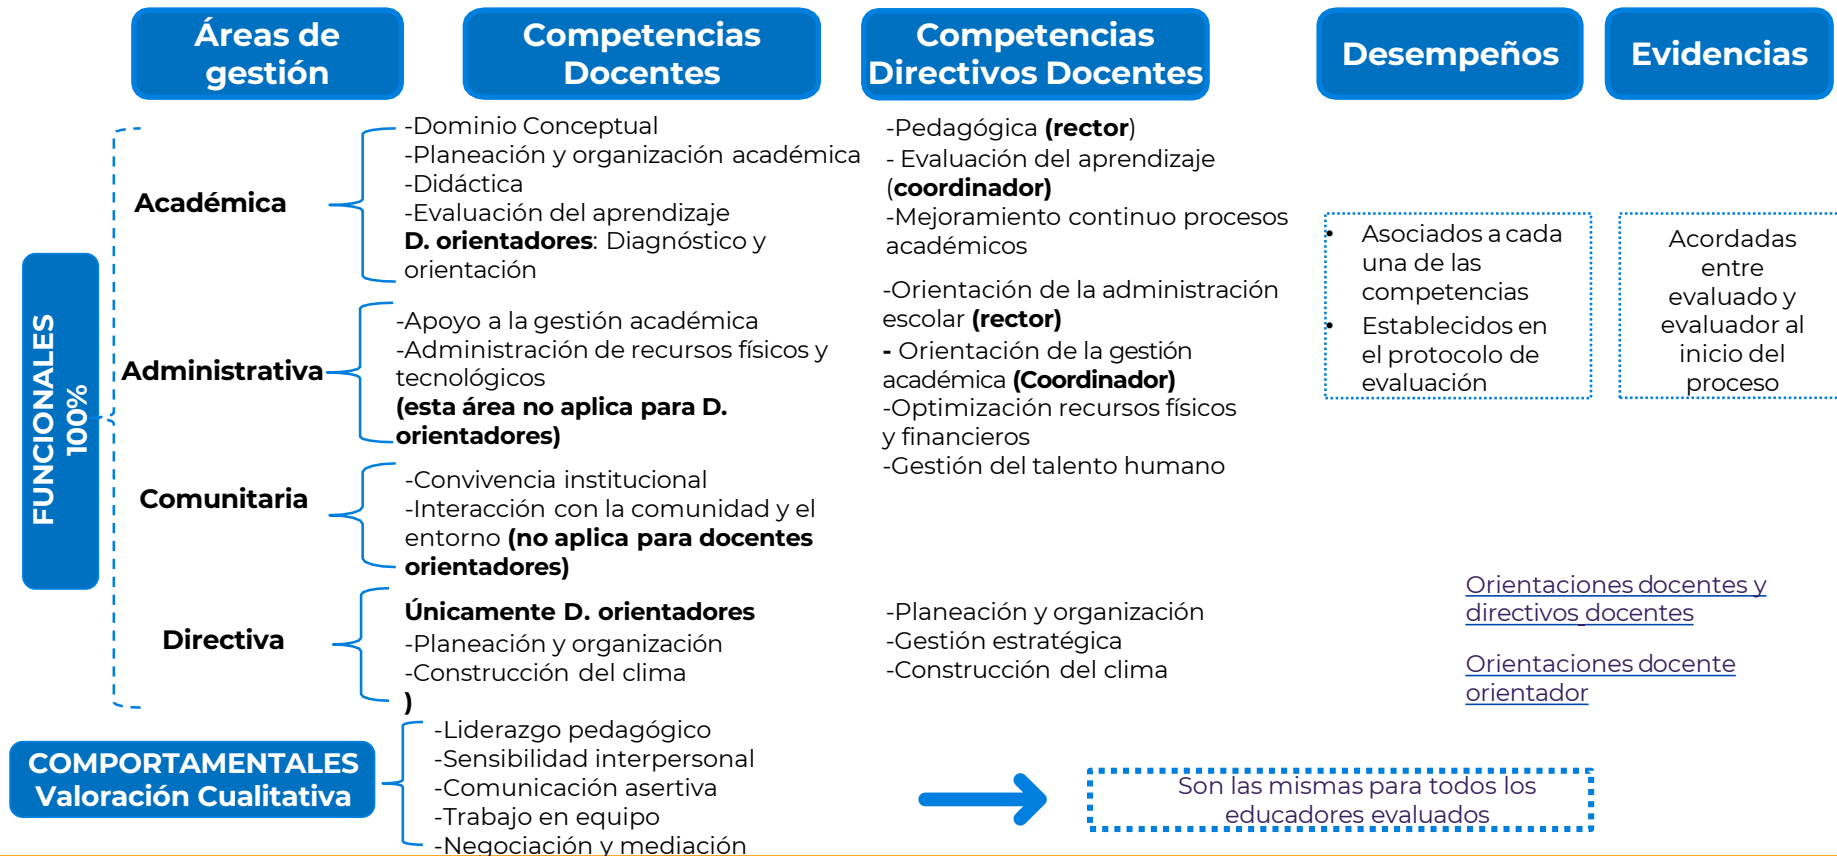 Áreas de
gestión
Competencias
Docentes
Competencias
Directivos Docentes
Desempeños
Evidencias
FUNCIONALES
100%
Académica
-Dominio Conceptual
-Planeación y organización académica
-Didáctica
-Evaluación del aprendizaje
D. orientadores: Diagnóstico y
orientación
-Pedagógica (rector)
- Evaluación del aprendizaje
(coordinador)
-Mejoramiento continuo procesos
académicos
Administrativa
-Apoyo a la gestión académica
-Administración de recursos físicos y
tecnológicos
(esta área no aplica para D.
orientadores)
-Orientación de la administración
escolar (rector)
- Orientación de la gestión
académica (Coordinador)
-Optimización recursos físicos
y financieros
-Gestión del talento humano
• Asociados a cada
una de las
competencias
• Establecidos en
el protocolo de
evaluación
Acordadas
entre
evaluado y
evaluador al
inicio del
proceso
Comunitaria
-Convivencia institucional
-Interacción con la comunidad y el
entorno (no aplica para docentes
orientadores)
Directiva
Únicamente D. orientadores
-Planeación y organización
-Construcción del clima
)
-Planeación y organización
-Gestión estratégica
-Construcción del clima
Orientaciones docentes y
directivos docentes
Orientaciones docente
orientador
COMPORTAMENTALES
Valoración Cualitativa
-Liderazgo pedagógico
-Sensibilidad interpersonal
-Comunicación asertiva
-Trabajo en equipo
-Negociación y mediación
Son las mismas para todos los
educadores evaluados